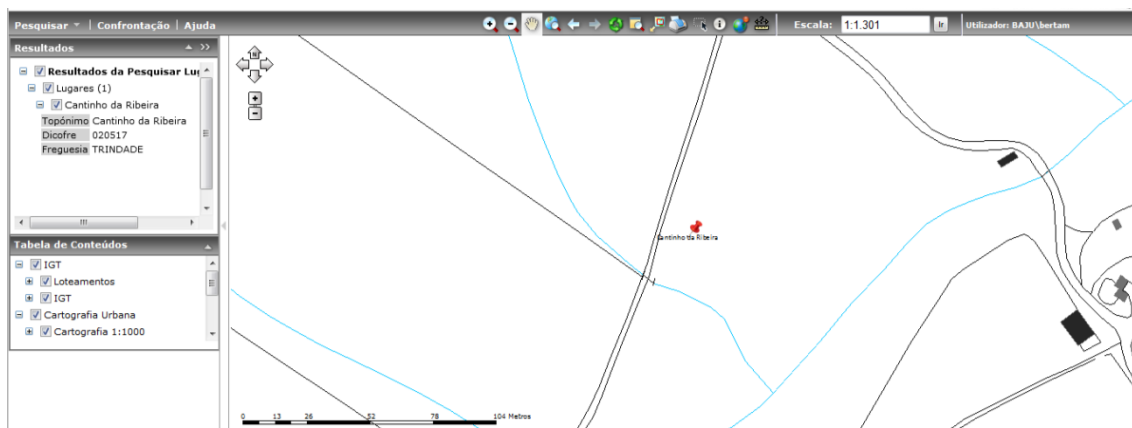 Pesquisar | Confrontação | Ajuda
Escala: 1:1.301 Ir Utilizador: BAJU\bertam
Resultados
Resultados da Pesquisar Lug
Lugares (1)
Cantinho da Ribeira
Topónimo Cantinho da Ribeira
Dicofre 020517
Freguesia TRINDADE
Cantinho da Ribeira
Tabela de Conteúdos
IGT
Loteamentos
IGT
Cartografia Urbana
Cartografia 1:1000
0 13 26 52 78 104 Metros